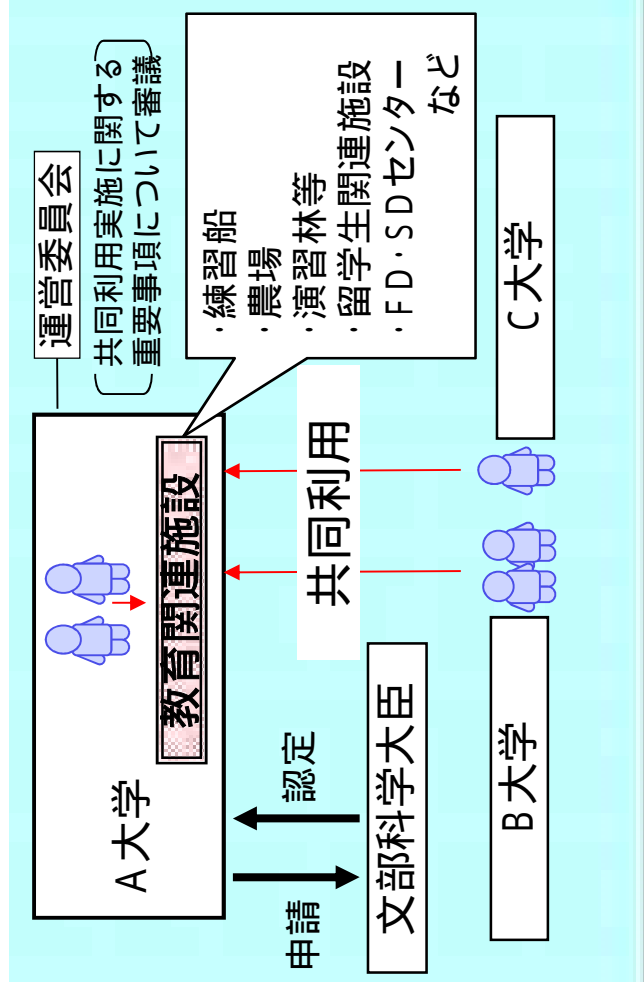 運営委員会
共同利用実施に関する
重要事項について審議
A大学
教育関連施設
・練習船
・農場
・演習林等
・留学生関連施設
・FD・SDセンター
など
申請
認定
共同利用
文部科学大臣
B大学
C大学